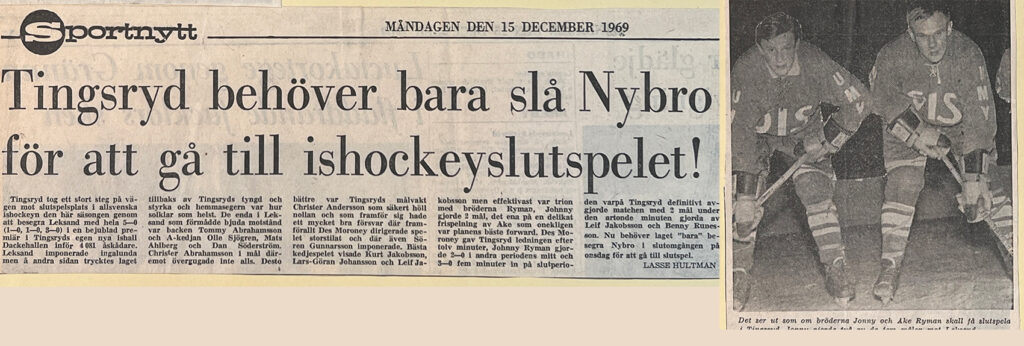 Sportnytt
MÅNDAGEN DEN 15 DECEMBER 1969
Tingsryd behöver bara slå Nybro
för att gå till ishockeyslutspelet!
Tingsryd tog ett stort steg på vä-
gen mot slutspelsplats i allsvenska
ishockeyn den här säsongen genom
att besegra Leksand med hela 5—0
(1—0, 1—0, 3—0) i en bejublad pre-
miär i Tingsryds egen nya ishall
Dackehallen inför 4 081 åskådare.
Leksand imponerade ingalunda
men å andra sidan trycktes laget
tillbaks av Tingsryds tyngd och
styrka och hemmasegern var hur
solklar som helst. De enda i Lek-
sand som förmådde bjuda motstånd
var backen Tommy Abrahamsson
och A-kedjan Olle Sjögren, Mats
Ahlberg och Dan Söderström.
Christer Abrahamsson i mål där-
emot övergugade inte alls. Desto
bättre var Tingsryds målvakt
Christer Andersson som säkert höll
nollan och som framför sig hade
ett mycket bra försvar där fram-
förallt Des Moroney dirigerade spe-
let storstilat och där även Sö-
ren Gunnarsson imponerade. Bästa
kedjespelet visade Kurt Jakobsson,
Lars-Göran Johansson och Leif Ja-
kobsson men effektivast var trion
med bröderna Ryman, Johnny
gjorde 2 mål, det ena på en delikat
frispelning av Åke som onekligen
var planens bäste forward. Des Mo-
roney gav Tingsryd ledningen efter
tolv minuter, Johnny Ryman gjor-
de 2—0 i andra periodens mitt och
3—0 fem minuter in på slutperio-
den varpå Tingsryd definitivt av-
gjorde matchen med 2 mål under
den arionde minuten gjorda av
Leif Jakobsson och Benny Runes-
son. Nu behöver laget "bara" be-
segra Nybro i slutomgången på
onsdag för att gå till slutspel.
LASSE HULTMAN
Det ser ut som om bröderna Jonny och Åke Ryman skall få slutspela